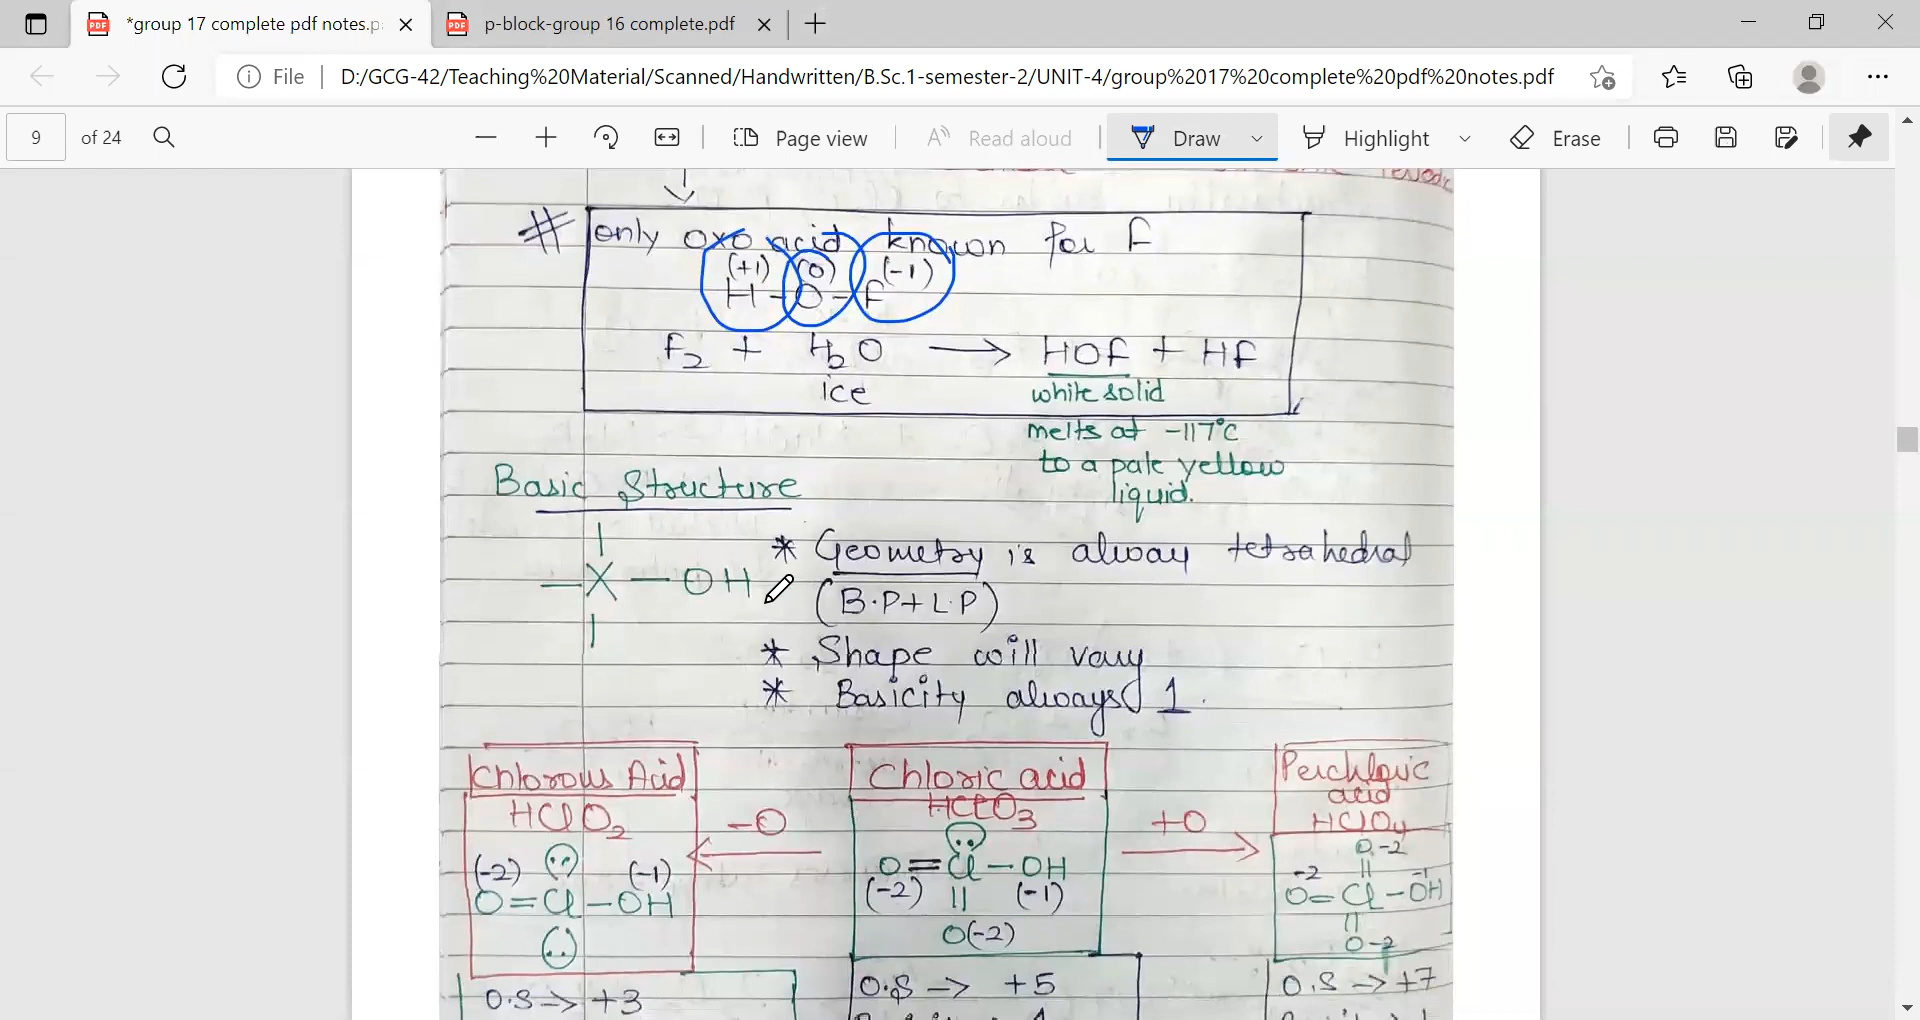 *group 17 complete pdf notes.p
p-block-group 16 complete.pdf
File
D:/GCG-42/Teaching%20Material/Scanned/Handwritten/B.Sc.1-semester-2/UNIT-4/group%2017%20complete%20pdf%20notes.pdf
9 of 24
Page view
Read aloud
Draw
Highlight
Erase
# only oxo acid known for F
(+1) (0) (-1)
H-O-F
F2 + H2O → HOF + HF
ice
white solid
melts at -117°C
to a pale yellow
liquid.
Basic Structure
-X-OH
* Geometry is alway tetrahedral
(B.P+L.P)
* Shape will vary
* Basicity always 1.
Chlorous Acid
HClO2
(-2) (-1)
O=Cl-OH
O.S → +3
-O
Chloric acid
HClO3
O=Cl-OH
(-2) (-1)
O(-2)
O.S → +5
+O
Perchloric
acid
HClO4
O-2
-2 -1
O=Cl-OH
O-2
O.S → +7